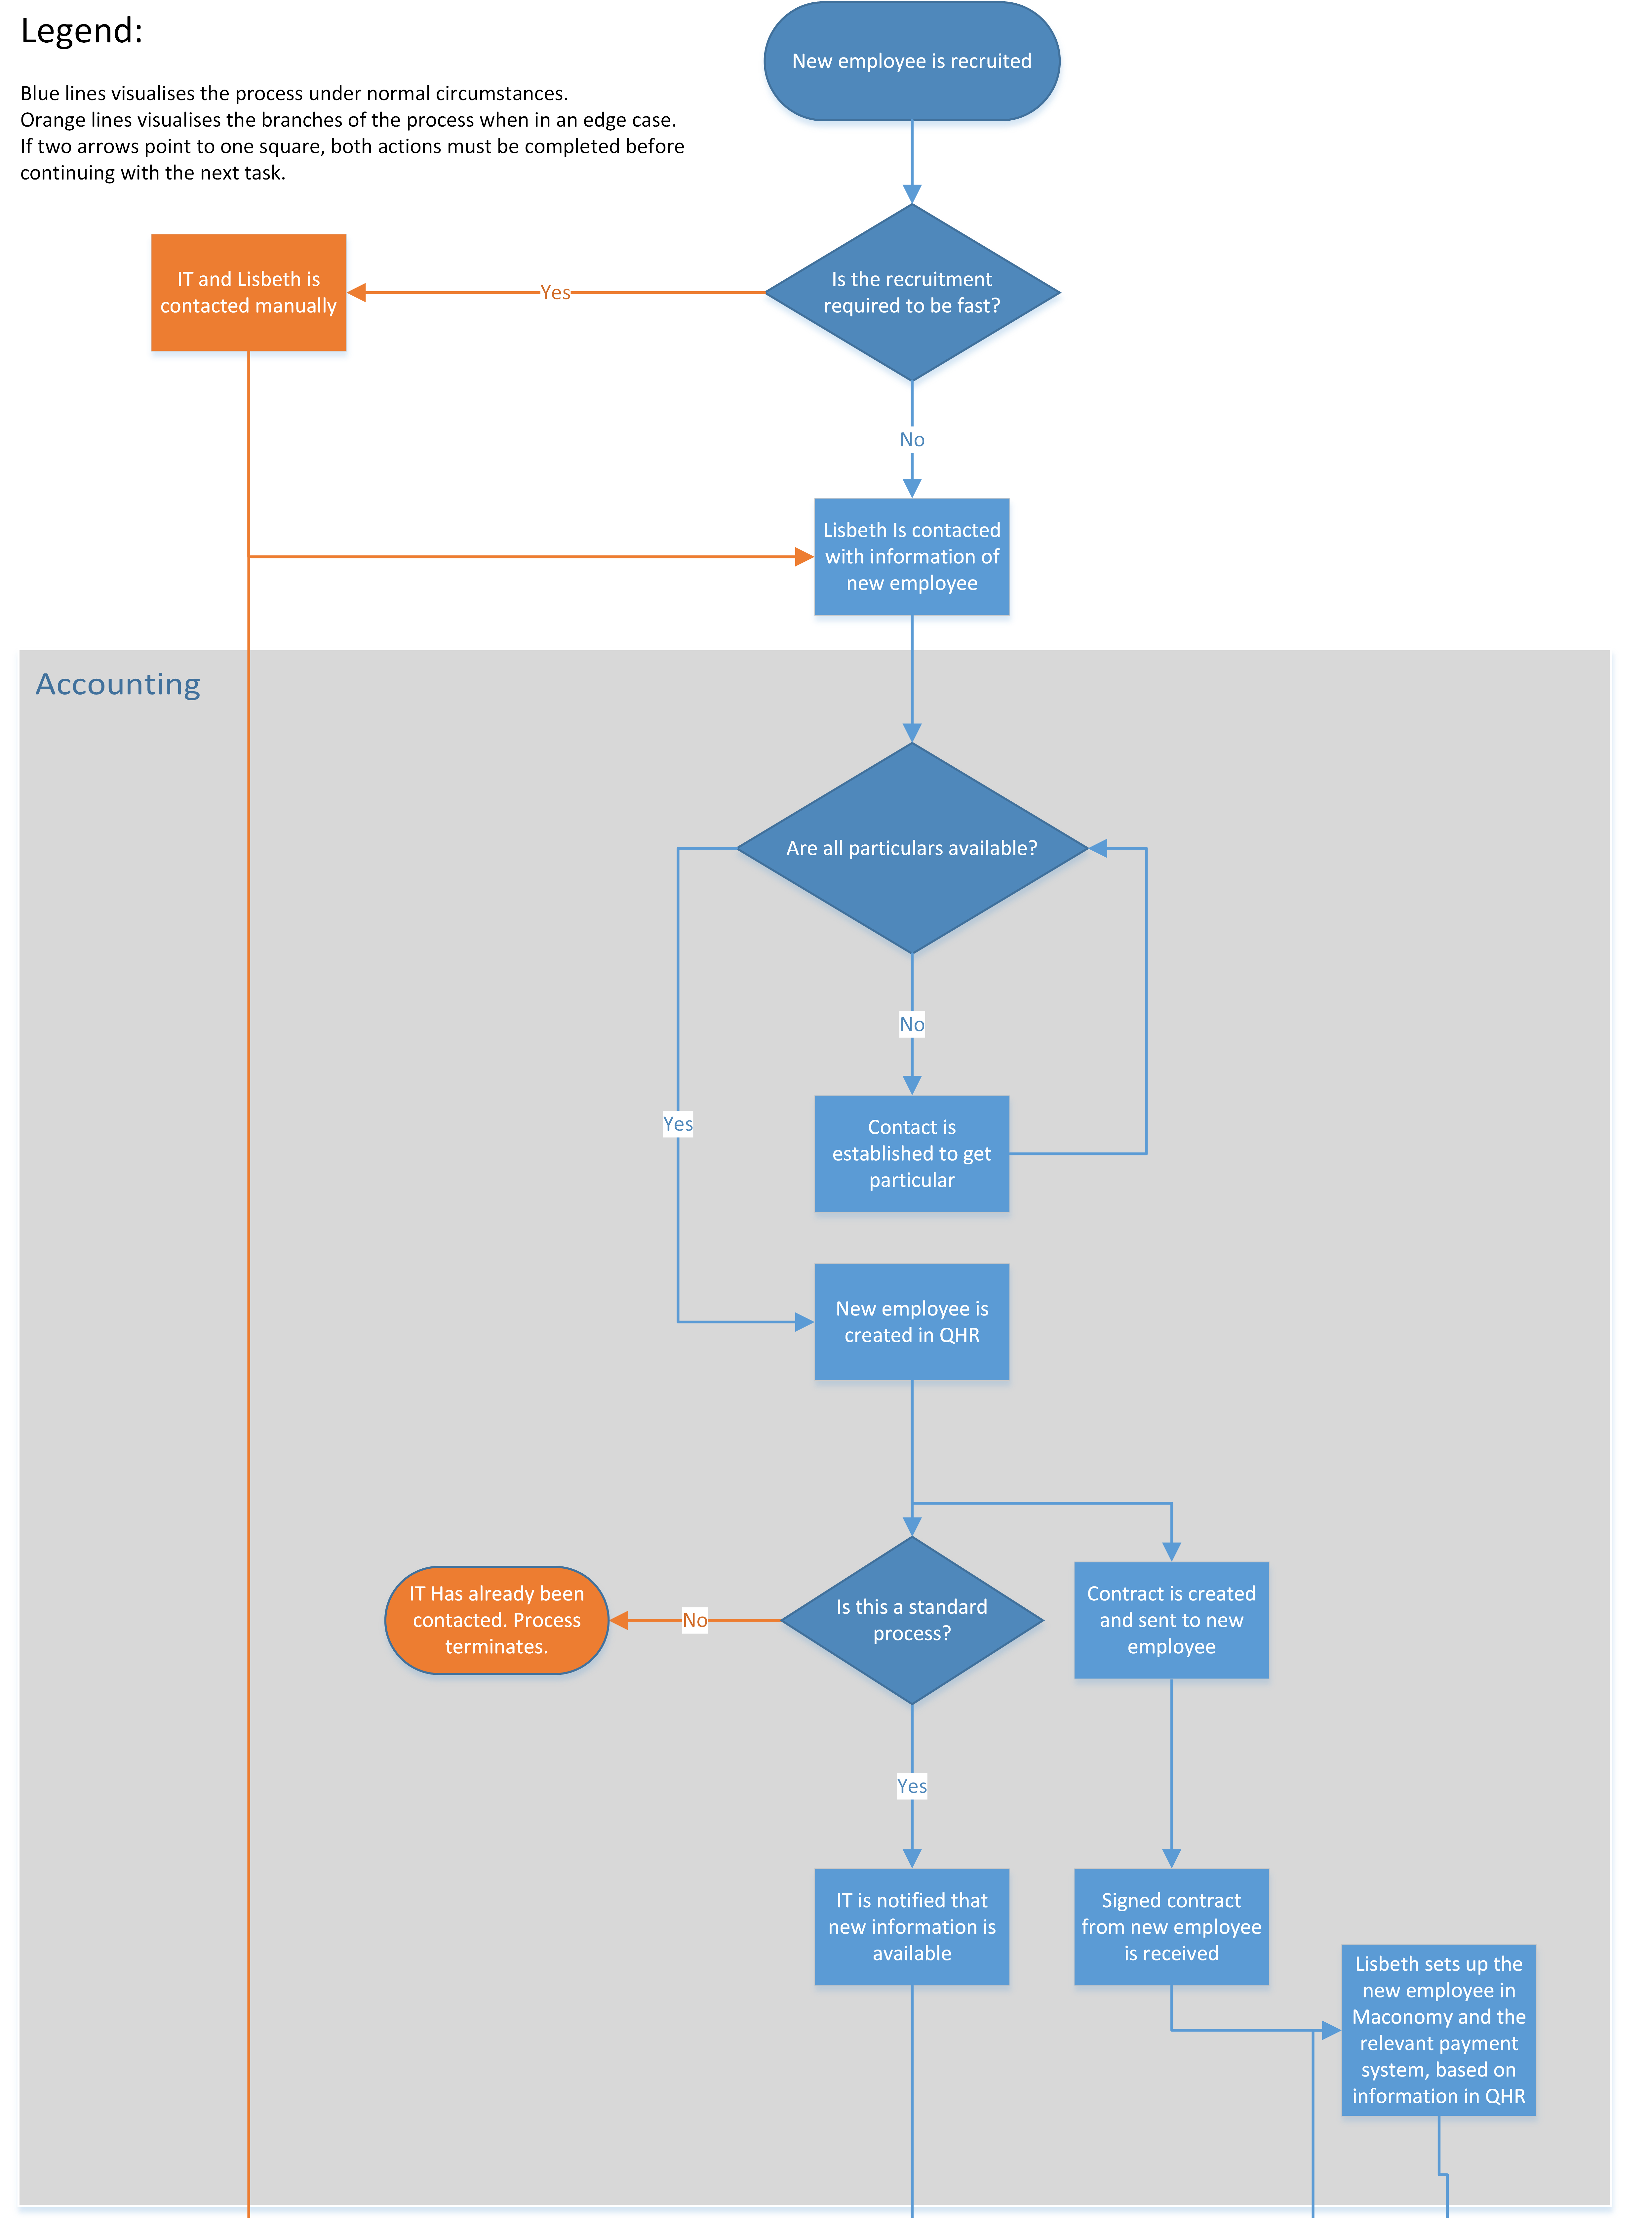 Legend:
Blue lines visualises the process under normal circumstances.
Orange lines visualises the branches of the process when in an edge case.
If two arrows point to one square, both actions must be completed before
continuing with the next task.
New employee is recruited
Is the recruitment
required to be fast?
Yes
IT and Lisbeth is
contacted manually
No
Lisbeth Is contacted
with information of
new employee
Accounting
Are all particulars available?
No
Yes
Contact is
established to get
particular
New employee is
created in QHR
Is this a standard
process?
No
IT Has already been
contacted. Process
terminates.
Contract is created
and sent to new
employee
Yes
IT is notified that
new information is
available
Signed contract
from new employee
is received
Lisbeth sets up the
new employee in
Maconomy and the
relevant payment
system, based on
information in QHR